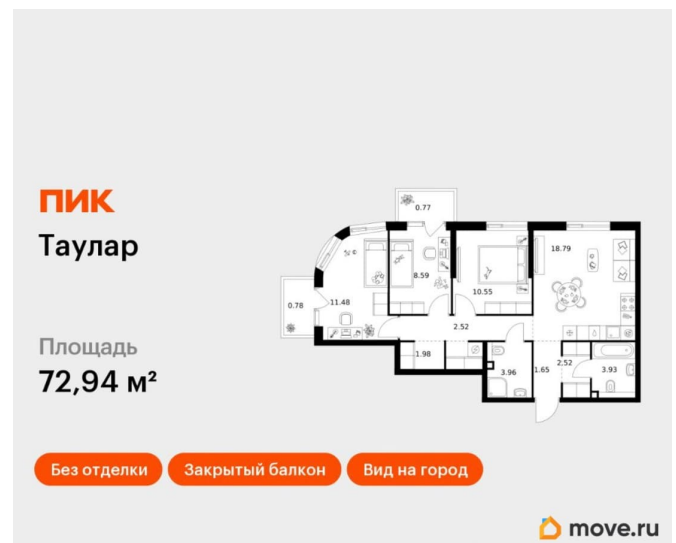 ПИК
Таулар
Площадь
72,94 м²
0.77
18.79
8.59
10.55
0.78
11.48
2.52
1.98
3.96
1.65
2.52
3.93
Без отделки
Закрытый балкон
Вид на город
move.ru